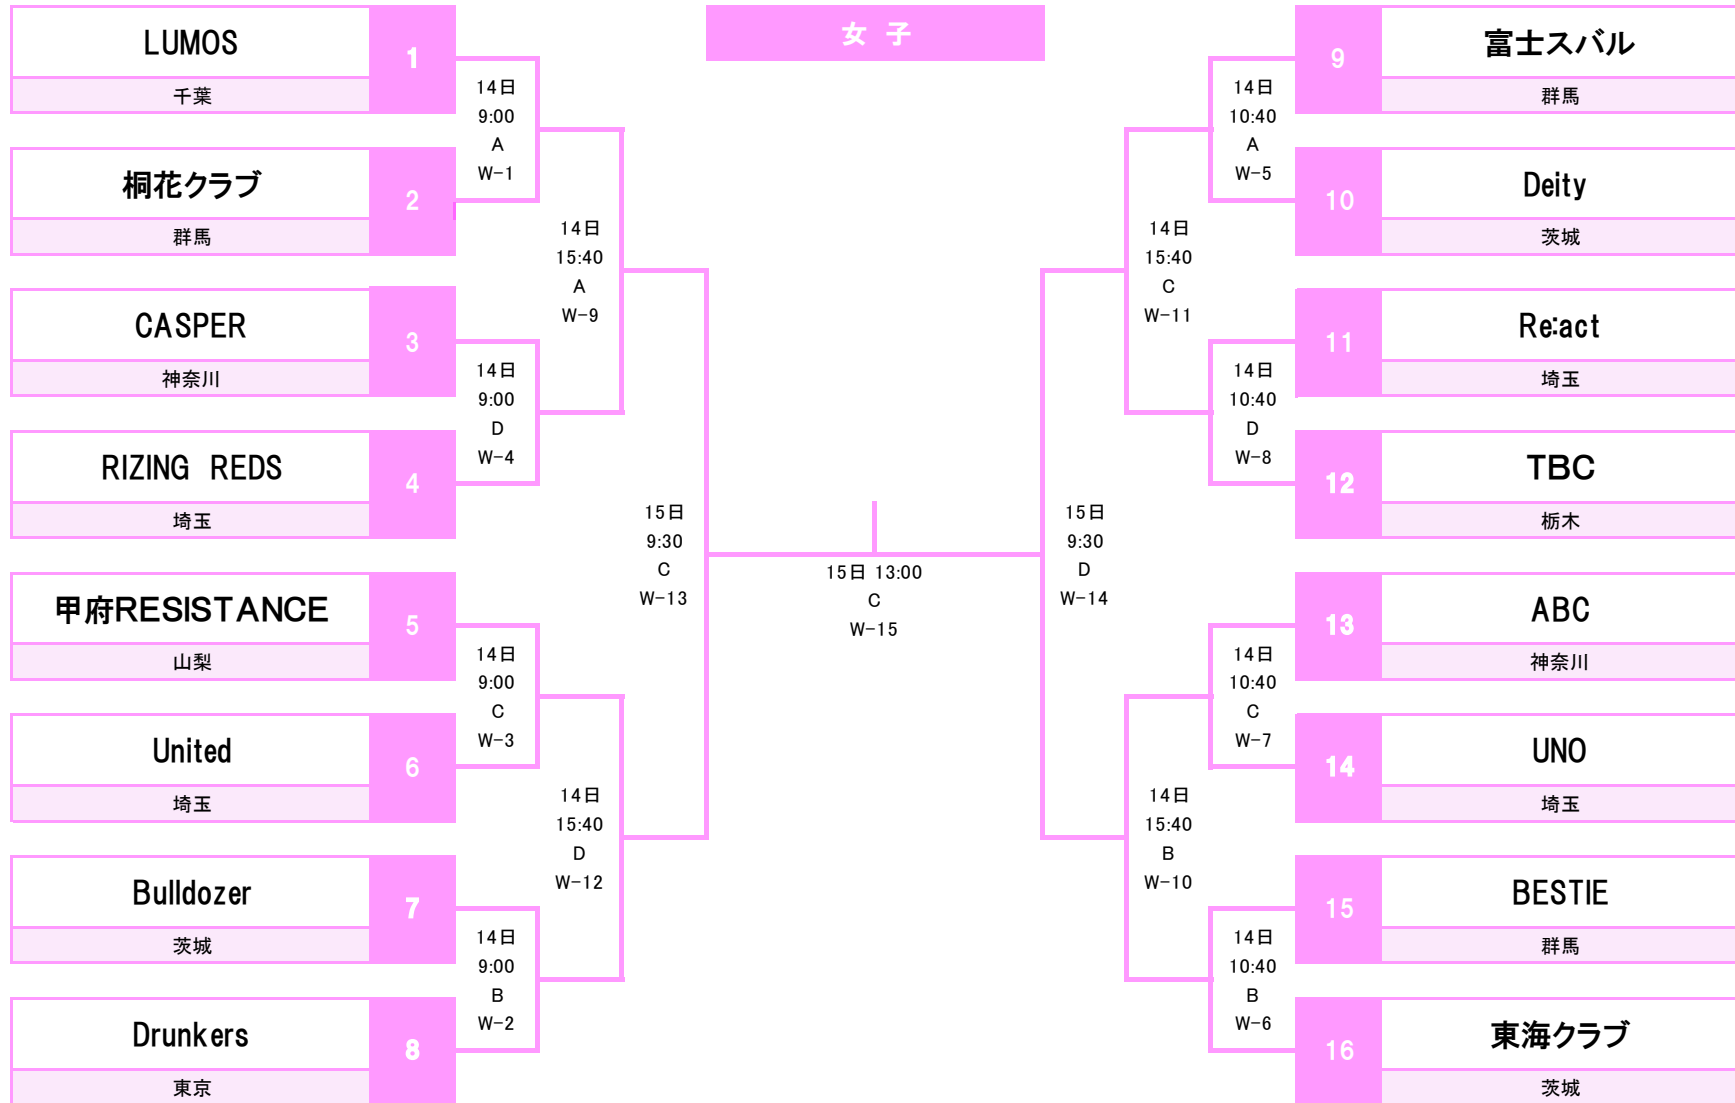 女 子
LUMOS
1
千葉
桐花クラブ
2
群馬
14日
9:00
A
W-1
CASPER
3
神奈川
RIZING REDS
4
埼玉
14日
9:00
D
W-4
14日
15:40
A
W-9
甲府RESISTANCE
5
山梨
United
6
埼玉
14日
9:00
C
W-3
Bulldozer
7
茨城
Drunkers
8
東京
14日
9:00
B
W-2
14日
15:40
D
W-12
15日
9:30
C
W-13
15日 13:00
C
W-15
15日
9:30
D
W-14
9
富士スバル
群馬
10
Deity
茨城
14日
10:40
A
W-5
14日
15:40
C
W-11
11
Re:act
埼玉
12
TBC
栃木
14日
10:40
D
W-8
13
ABC
神奈川
14
UNO
埼玉
14日
10:40
C
W-7
14日
15:40
B
W-10
15
BESTIE
群馬
16
東海クラブ
茨城
14日
10:40
B
W-6